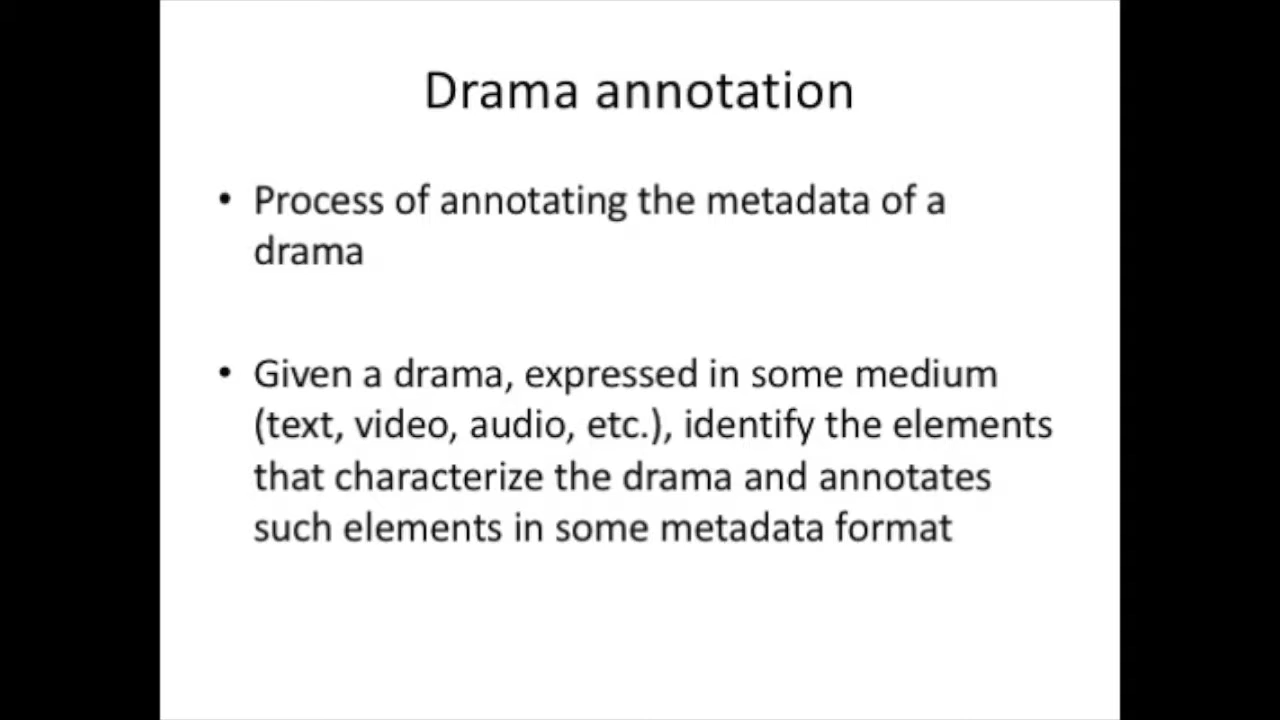 Drama annotation
• Process of annotating the metadata of a
drama
• Given a drama, expressed in some medium
(text, video, audio, etc.), identify the elements
that characterize the drama and annotates
such elements in some metadata format